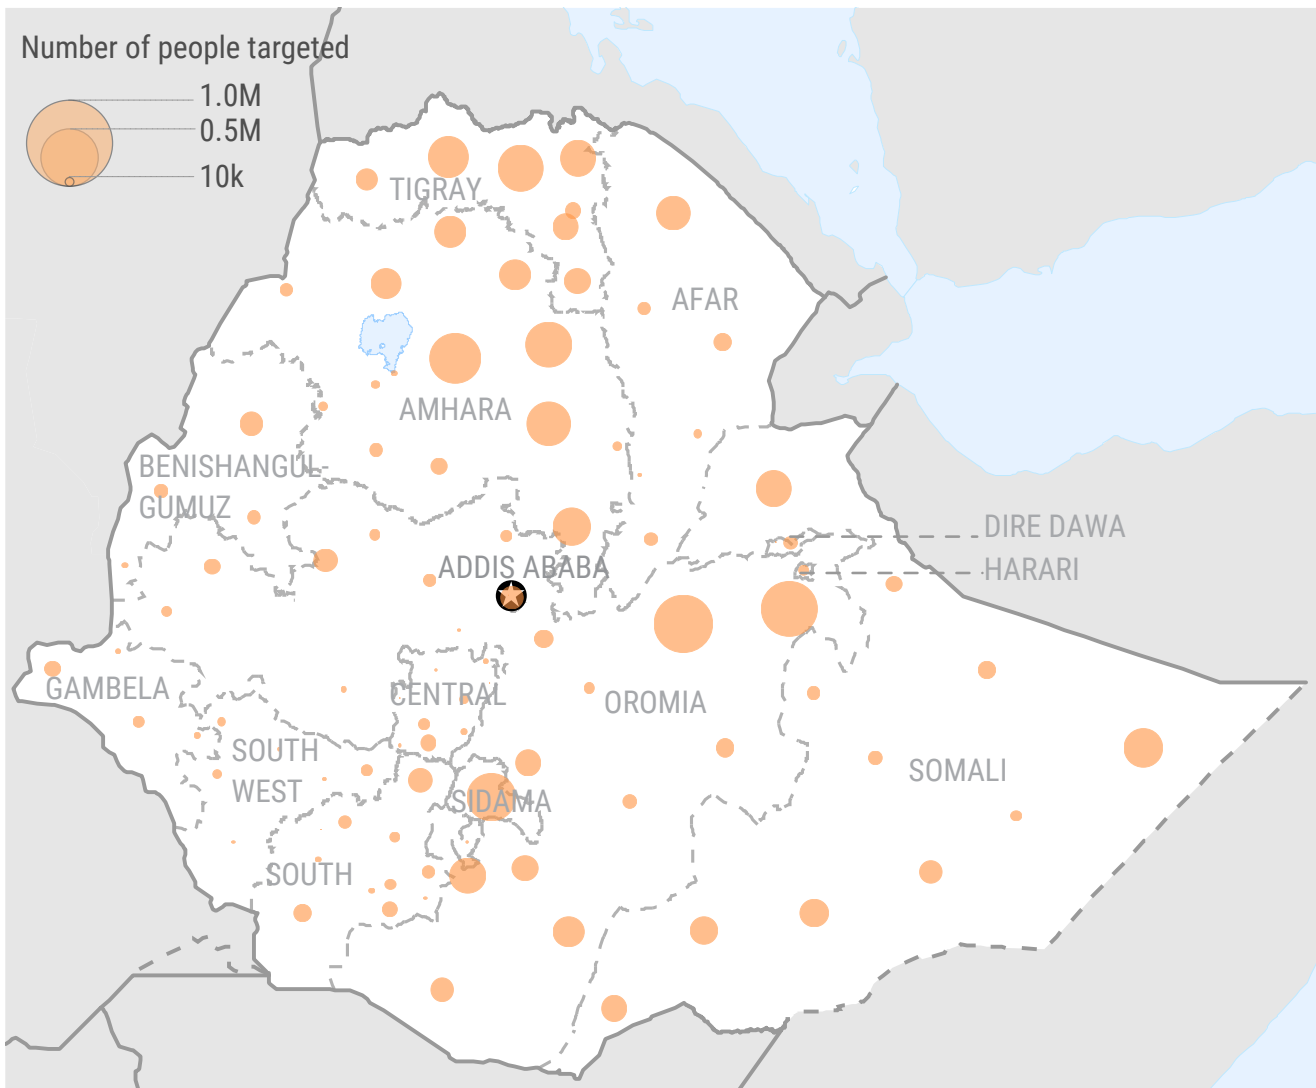 Number of people targeted
1.0M
0.5M
10k
TIGRAY
AFAR
AMHARA
BENISHANGUL-
GUMUZ
DIRE DAWA
ADDIS ABABA
HARARI
GAMBELA
CENTRAL
OROMIA
SOUTH
WEST
SOMALI
SIDAMA
SOUTH